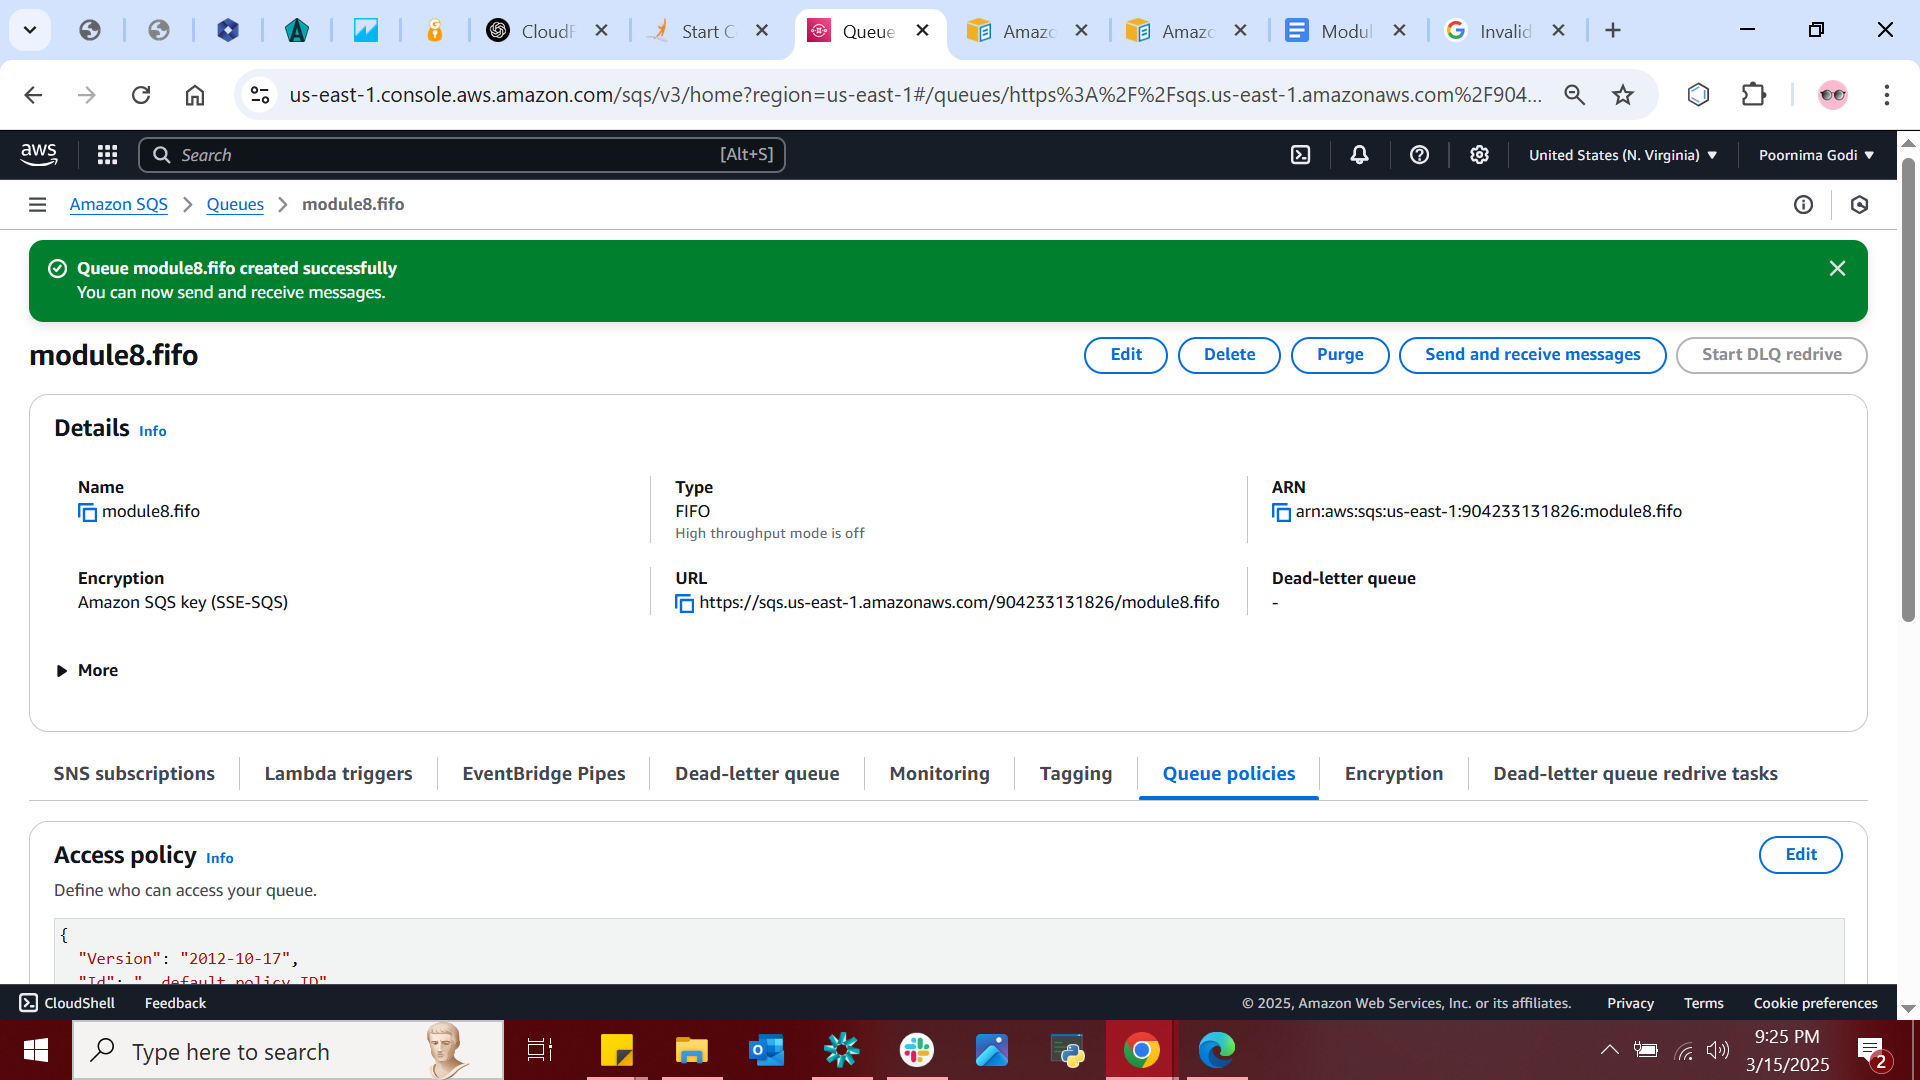 CloudF
Start C
Queue
Amazo
Amazo
Modul
Invalid
us-east-1.console.aws.amazon.com/sqs/v3/home?region=us-east-1#/queues/https%3A%2F%2Fsqs.us-east-1.amazonaws.com%2F904...
aws
Search
[Alt+S]
United States (N. Virginia)
Poornima Godi
Amazon SQS
Queues
module8.fifo
Queue module8.fifo created successfully
You can now send and receive messages.
module8.fifo
Edit
Delete
Purge
Send and receive messages
Start DLQ redrive
Details Info
Name
module8.fifo
Type
FIFO
High throughput mode is off
ARN
arn:aws:sqs:us-east-1:904233131826:module8.fifo
Encryption
Amazon SQS key (SSE-SQS)
URL
https://sqs.us-east-1.amazonaws.com/904233131826/module8.fifo
Dead-letter queue
-
More
SNS subscriptions
Lambda triggers
EventBridge Pipes
Dead-letter queue
Monitoring
Tagging
Queue policies
Encryption
Dead-letter queue redrive tasks
Access policy Info
Edit
Define who can access your queue.
{
"Version": "2012-10-17",
"Id": "__default_policy_ID"
CloudShell
Feedback
© 2025, Amazon Web Services, Inc. or its affiliates.
Privacy
Terms
Cookie preferences
Type here to search
9:25 PM
3/15/2025
2